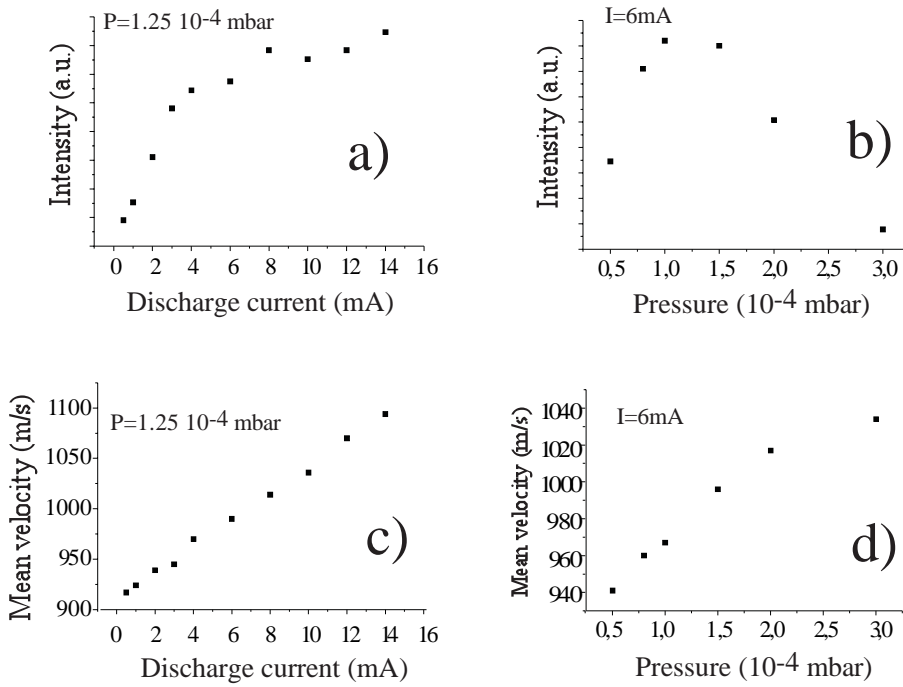 P=1.25 10-4 mbar
Intensity (a.u.)
a)
0 2 4 6 8 10 12 14 16
Discharge current (mA)
I=6mA
Intensity (a.u.)
b)
0,5 1,0 1,5 2,0 2,5 3,0
Pressure (10-4 mbar)
P=1.25 10-4 mbar
Mean velocity (m/s)
1100
1050
1000
950
900
c)
0 2 4 6 8 10 12 14 16
Discharge current (mA)
I=6mA
Mean velocity (m/s)
1040
1020
1000
980
960
940
d)
0,5 1,0 1,5 2,0 2,5 3,0
Pressure (10-4 mbar)